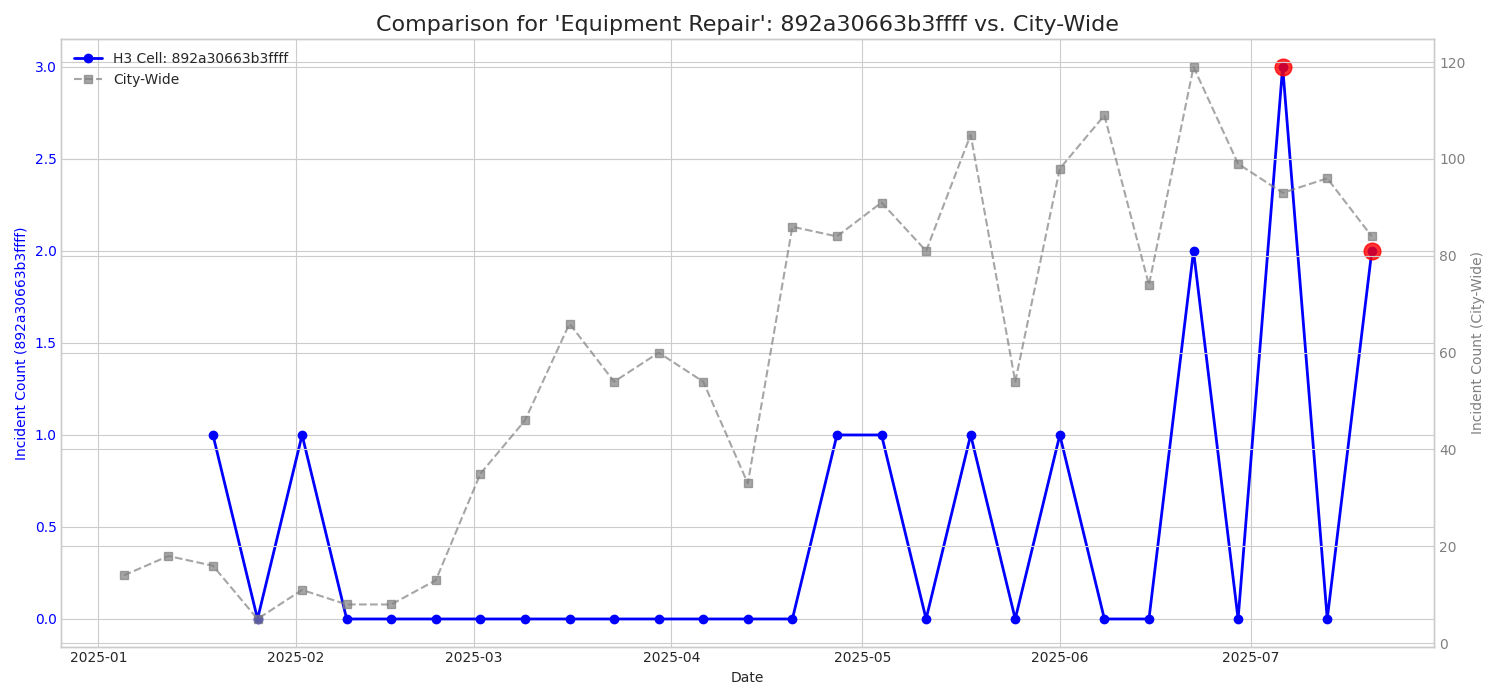 Comparison for 'Equipment Repair': 892a30663b3ffff vs. City-Wide
H3 Cell: 892a30663b3ffff
City-Wide
Incident Count (892a30663b3ffff)
3.0
2.5
2.0
1.5
1.0
0.5
0.0
120
100
80
60
40
20
0
Incident Count (City-Wide)
2025-01 2025-02 2025-03 2025-04 2025-05 2025-06 2025-07
Date